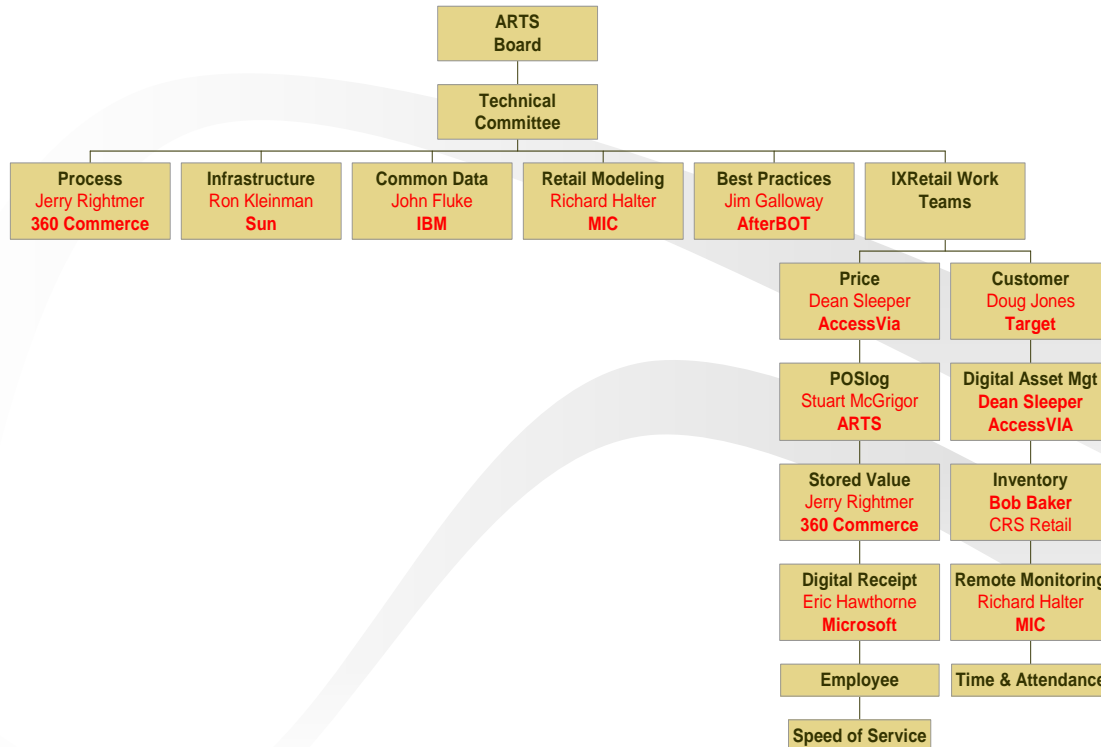 ARTS
Board
Technical
Committee
Process
Jerry Rightmer
360 Commerce
Infrastructure
Ron Kleinman
Sun
Common Data
John Fluke
IBM
Retail Modeling
Richard Halter
MIC
Best Practices
Jim Galloway
AfterBOT
IXRetail Work
Teams
Price
Dean Sleeper
AccessVia
Customer
Doug Jones
Target
POSlog
Stuart McGrigor
ARTS
Digital Asset Mgt
Dean Sleeper
AccessVIA
Stored Value
Jerry Rightmer
360 Commerce
Inventory
Bob Baker
CRS Retail
Digital Receipt
Eric Hawthorne
Microsoft
Remote Monitoring
Richard Halter
MIC
Employee
Time & Attendance
Speed of Service